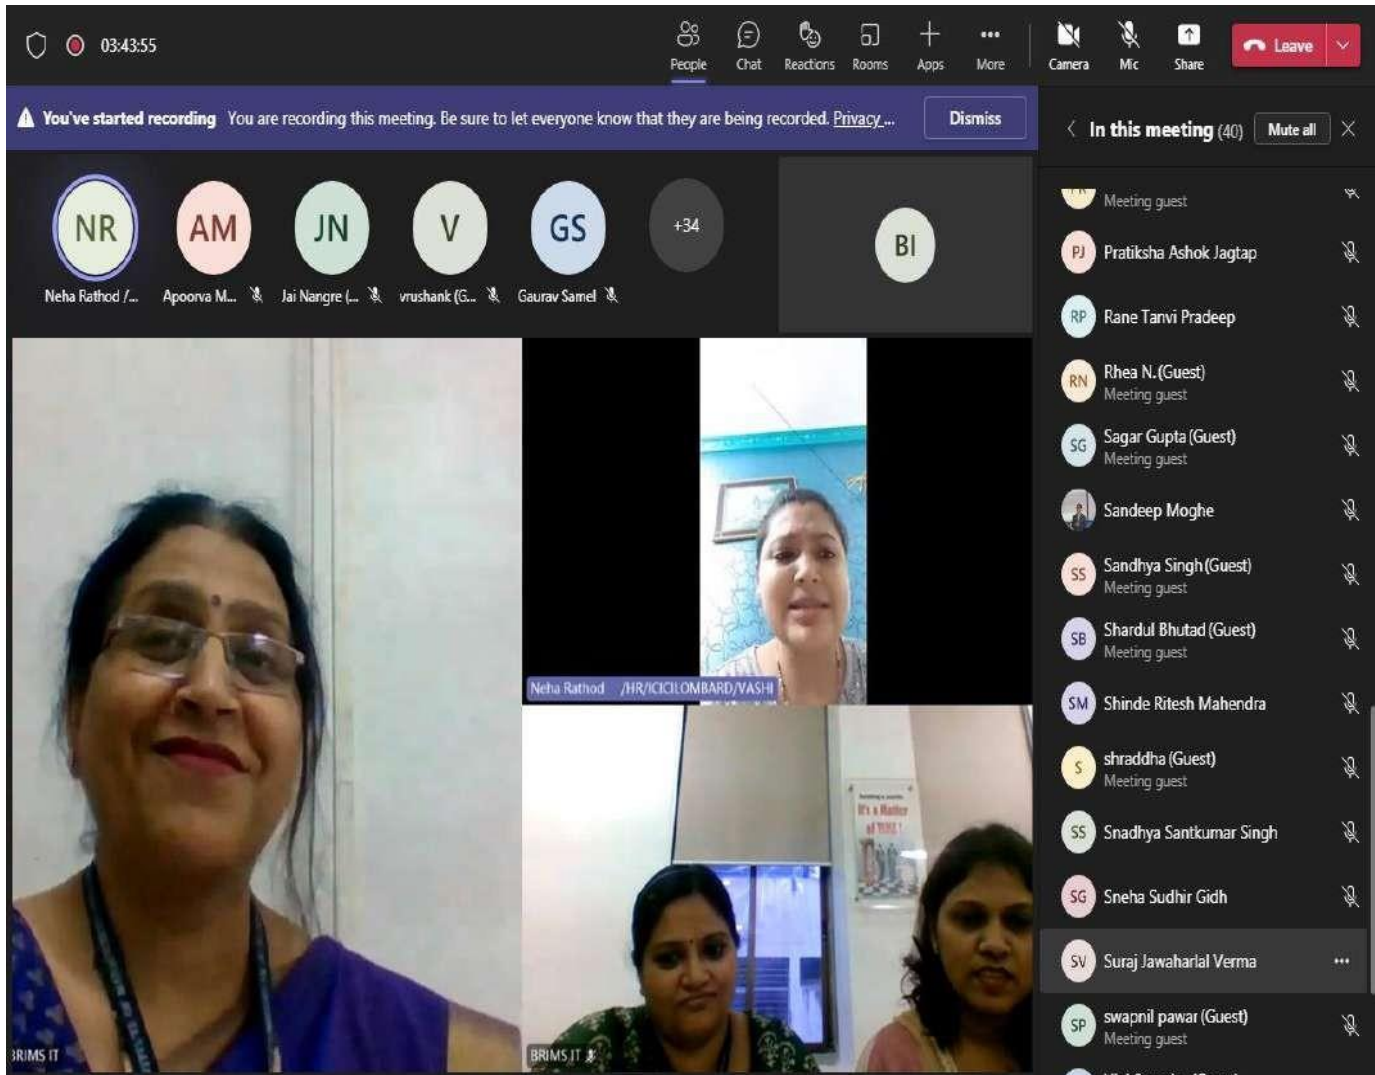 03:43:55
People
Chat
Reactions
Rooms
Apps
More
Camera
Mic
Share
Leave
You've started recording You are recording this meeting. Be sure to let everyone know that they are being recorded. Privacy...
Dismiss
In this meeting (40)
Mute all
NR
AM
JN
V
GS
+34
BI
Neha Rathod /...
Apoorva M...
Jai Nangre (...
vrushank (G...
Gaurav Samel
Neha Rathod /HR/ICICILOMBARD/VASHI
It's a Matter
of TIME !
BRIMS IT
BRIMS IT
Meeting guest
PJ
Pratiksha Ashok Jagtap
RP
Rane Tanvi Pradeep
RN
Rhea N. (Guest)
Meeting guest
SG
Sagar Gupta (Guest)
Meeting guest
Sandeep Moghe
SS
Sandhya Singh (Guest)
Meeting guest
SB
Shardul Bhutad (Guest)
Meeting guest
SM
Shinde Ritesh Mahendra
S
shraddha (Guest)
Meeting guest
SS
Snadhya Santkumar Singh
SG
Sneha Sudhir Gidh
SV
Suraj Jawaharlal Verma
SP
swapnil pawar (Guest)
Meeting guest